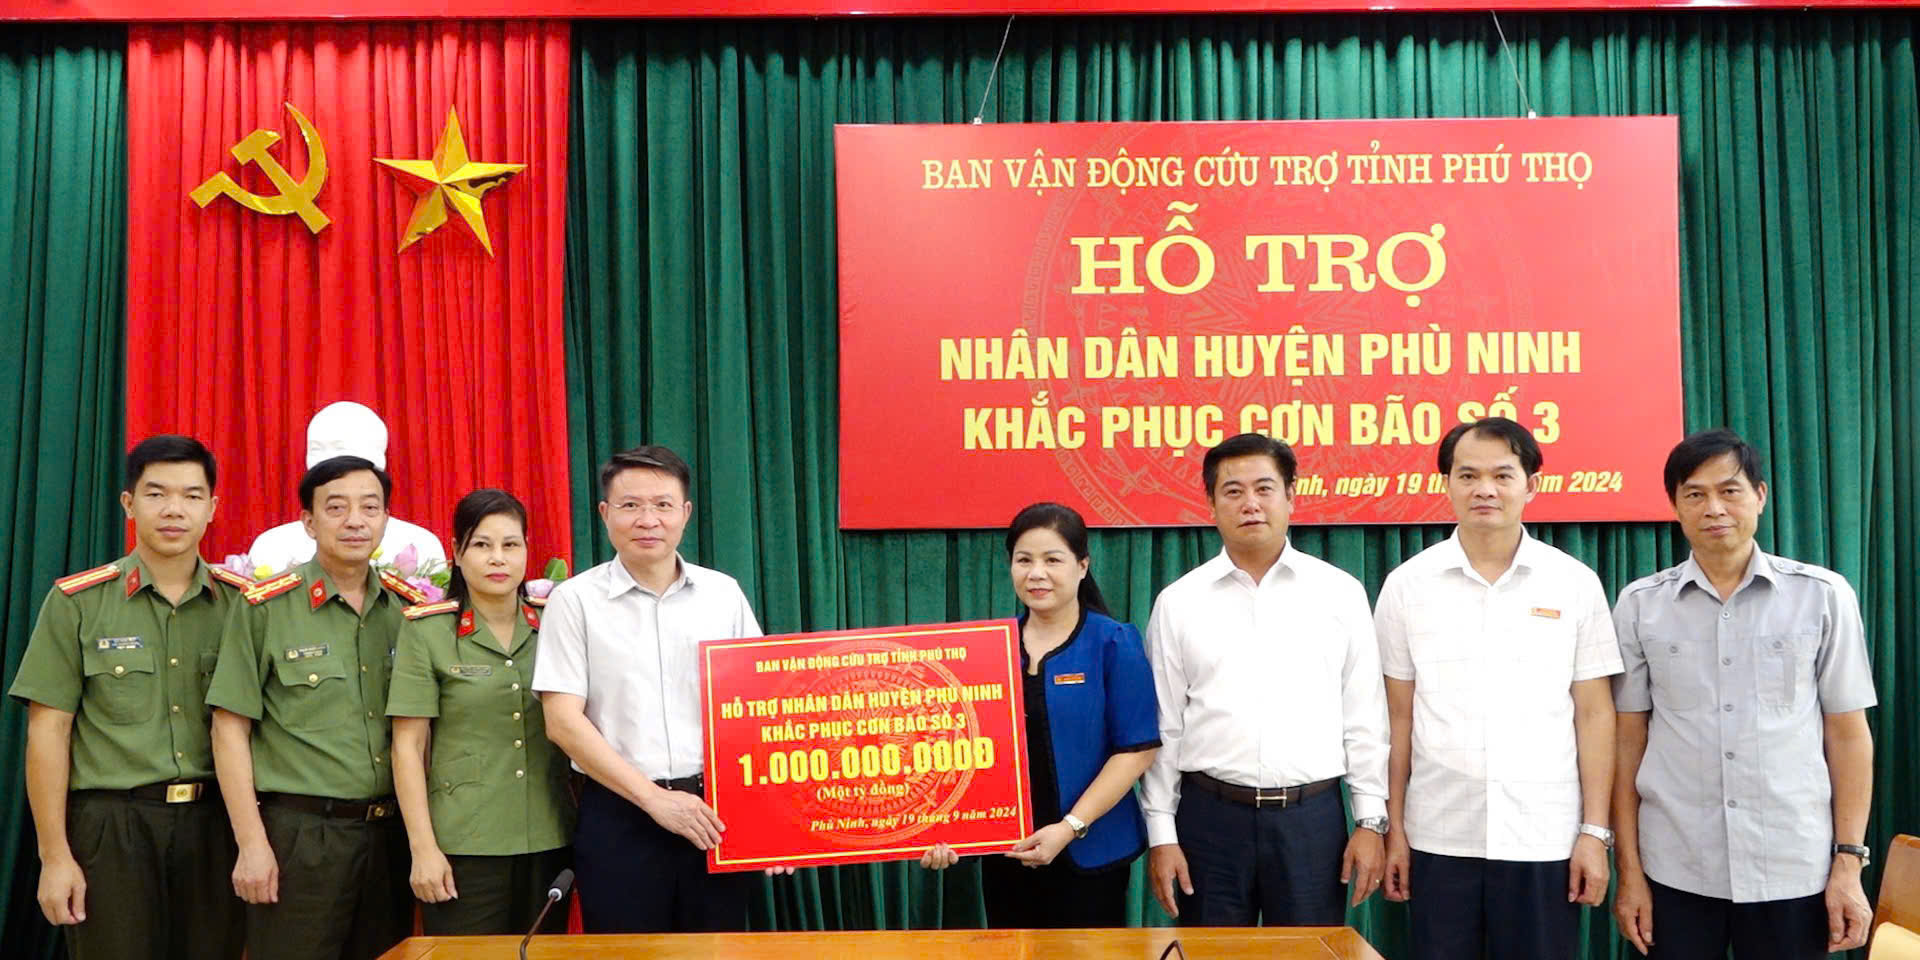 BAN VẬN ĐỘNG CỨU TRỢ TỈNH PHÚ THỌ
HỖ TRỢ
NHÂN DÂN HUYỆN PHÙ NINH
KHẮC PHỤC CƠN BÃO SỐ 3
ngày 19 năm 2024
BAN VẬN ĐỘNG CỨU TRỢ TỈNH PHÚ THỌ
HỖ TRỢ NHÂN DÂN HUYỆN PHÙ NINH
KHẮC PHỤC CƠN BÃO SỐ 3
1.000.000.000Đ
(Một tỷ đồng)
Phù Ninh, ngày 19 tháng 9 năm 2024